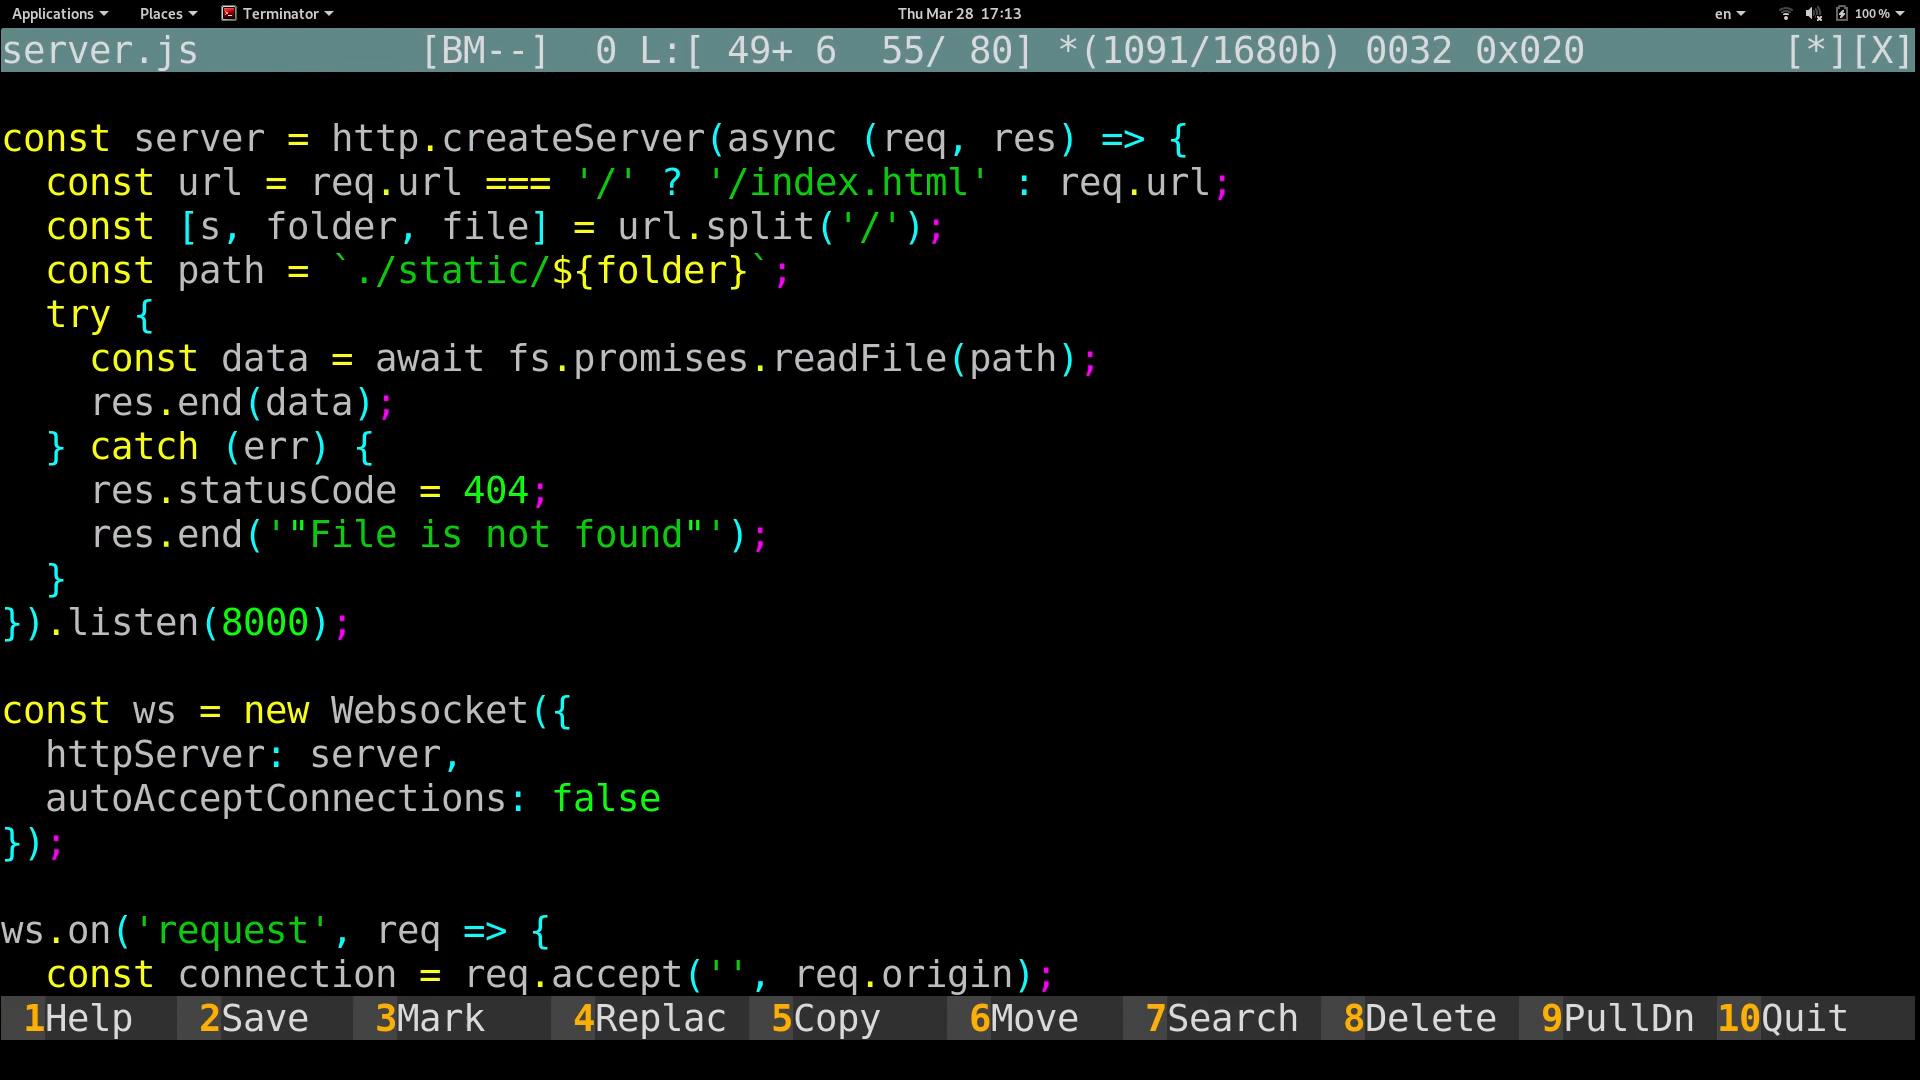 Applications Places Terminator Thu Mar 28 17:13 en 100 %
server.js [BM--] 0 L:[ 49+ 6 55/ 80] *(1091/1680b) 0032 0x020 [*][X]
const server = http.createServer(async (req, res) => {
  const url = req.url === '/' ? '/index.html' : req.url;
  const [s, folder, file] = url.split('/');
  const path = `./static/${folder}`;
  try {
    const data = await fs.promises.readFile(path);
    res.end(data);
  } catch (err) {
    res.statusCode = 404;
    res.end('"File is not found"');
  }
}).listen(8000);
const ws = new Websocket({
  httpServer: server,
  autoAcceptConnections: false
});
ws.on('request', req => {
  const connection = req.accept('', req.origin);
1Help 2Save 3Mark 4Replac 5Copy 6Move 7Search 8Delete 9PullDn 10Quit